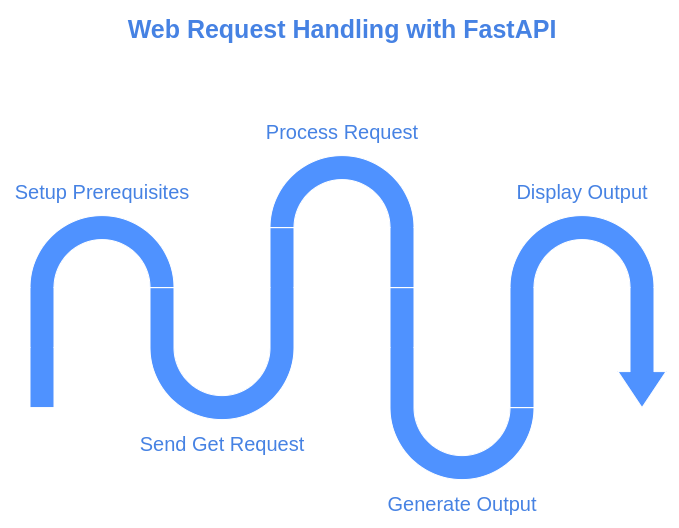 Web Request Handling with FastAPI
Setup Prerequisites
Send Get Request
Process Request
Generate Output
Display Output